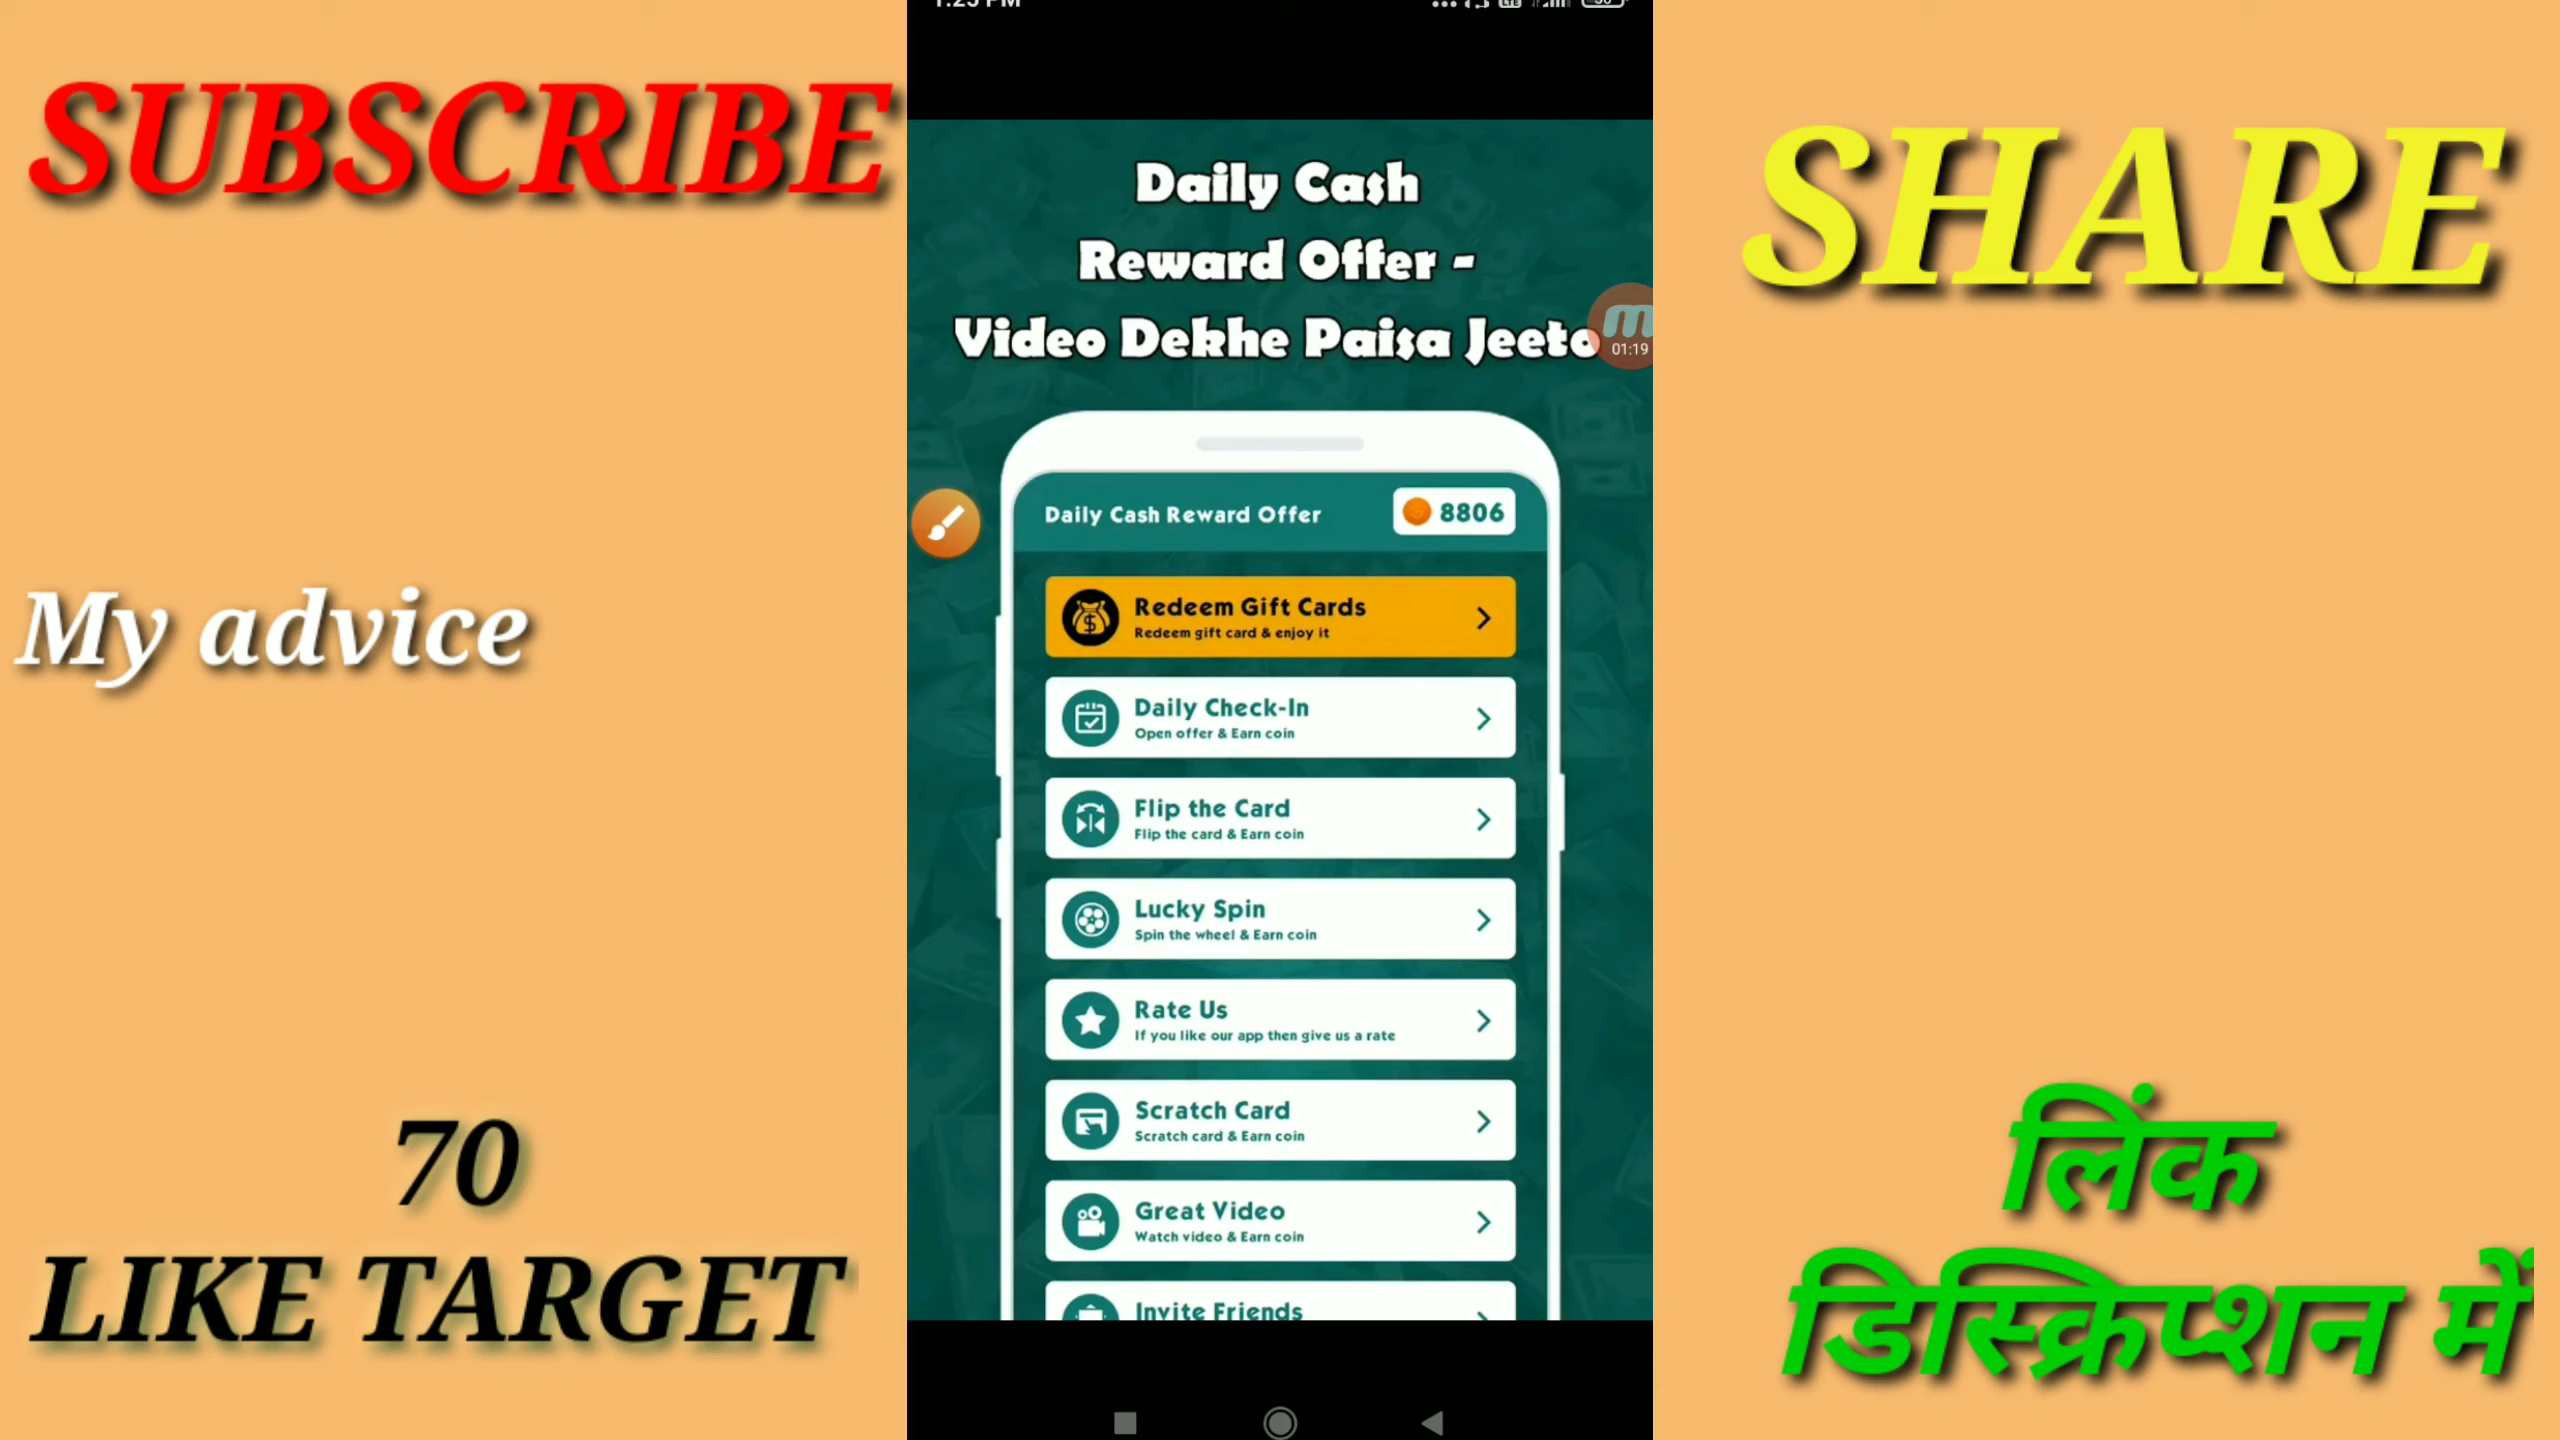 SUBSCRIBE
My advice
70
LIKE TARGET
Daily Cash
Reward Offer -
Video Dekhe Paisa Jeeto
01:19
Daily Cash Reward Offer
8806
Redeem Gift Cards
Redeem gift card & enjoy it
Daily Check-In
Open offer & Earn coin
Flip the Card
Flip the card & Earn coin
Lucky Spin
Spin the wheel & Earn coin
Rate Us
If you like our app then give us a rate
Scratch Card
Scratch card & Earn coin
Great Video
Watch video & Earn coin
Invite Friends
SHARE
लिंक
डिस्क्रिप्शन में